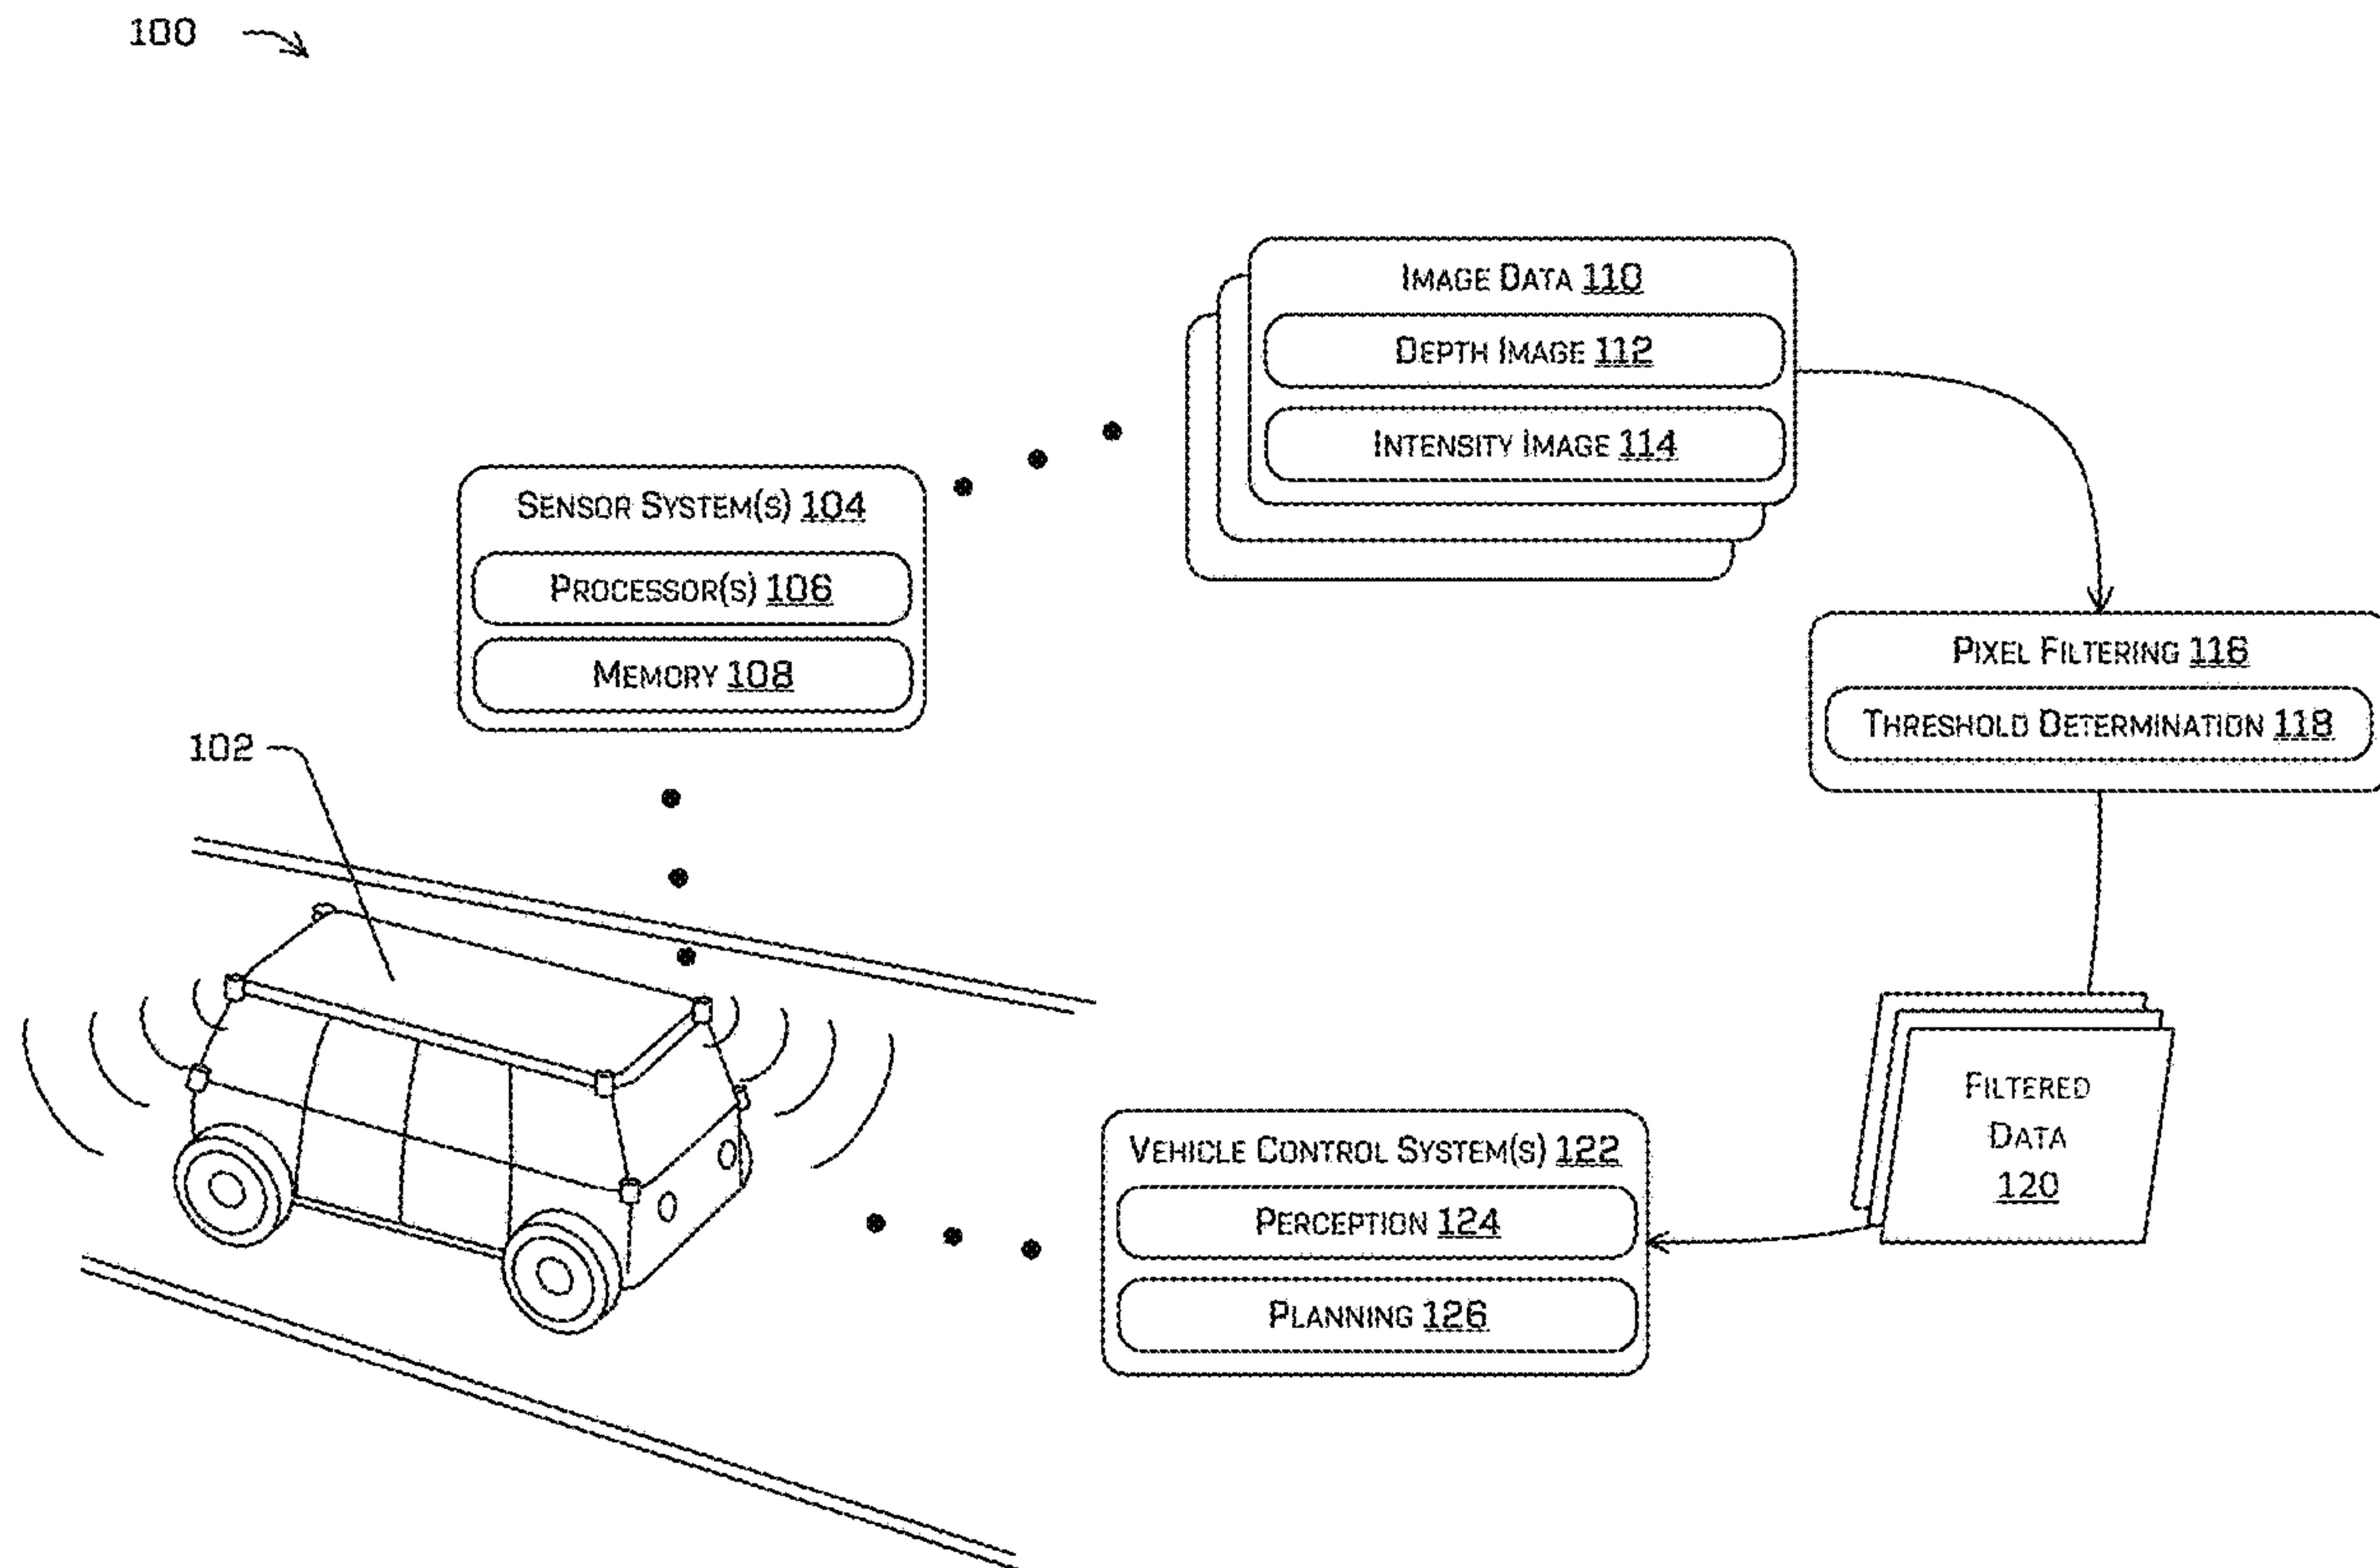 100
IMAGE DATA 110
DEPTH IMAGE 112
INTENSITY IMAGE 114
SENSOR SYSTEM(S) 104
PROCESSOR(S) 106
MEMORY 108
PIXEL FILTERING 116
THRESHOLD DETERMINATION 118
102
FILTERED
DATA
120
VEHICLE CONTROL SYSTEM(S) 122
PERCEPTION 124
PLANNING 126